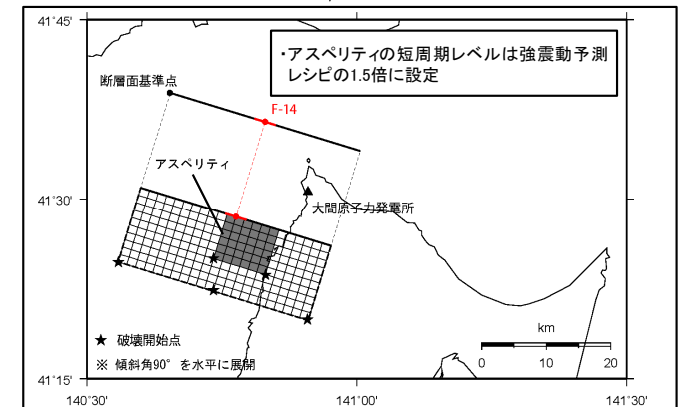 41°45'
・アスペリティの短周期レベルは強震動予測
レシピの1.5倍に設定
断層面基準点
F-14
アスペリティ
41°30'
大間原子力発電所
★ 破壊開始点
※ 傾斜角90° を水平に展開
km
0 10 20
41°15'
140°30' 141°00' 141°30'